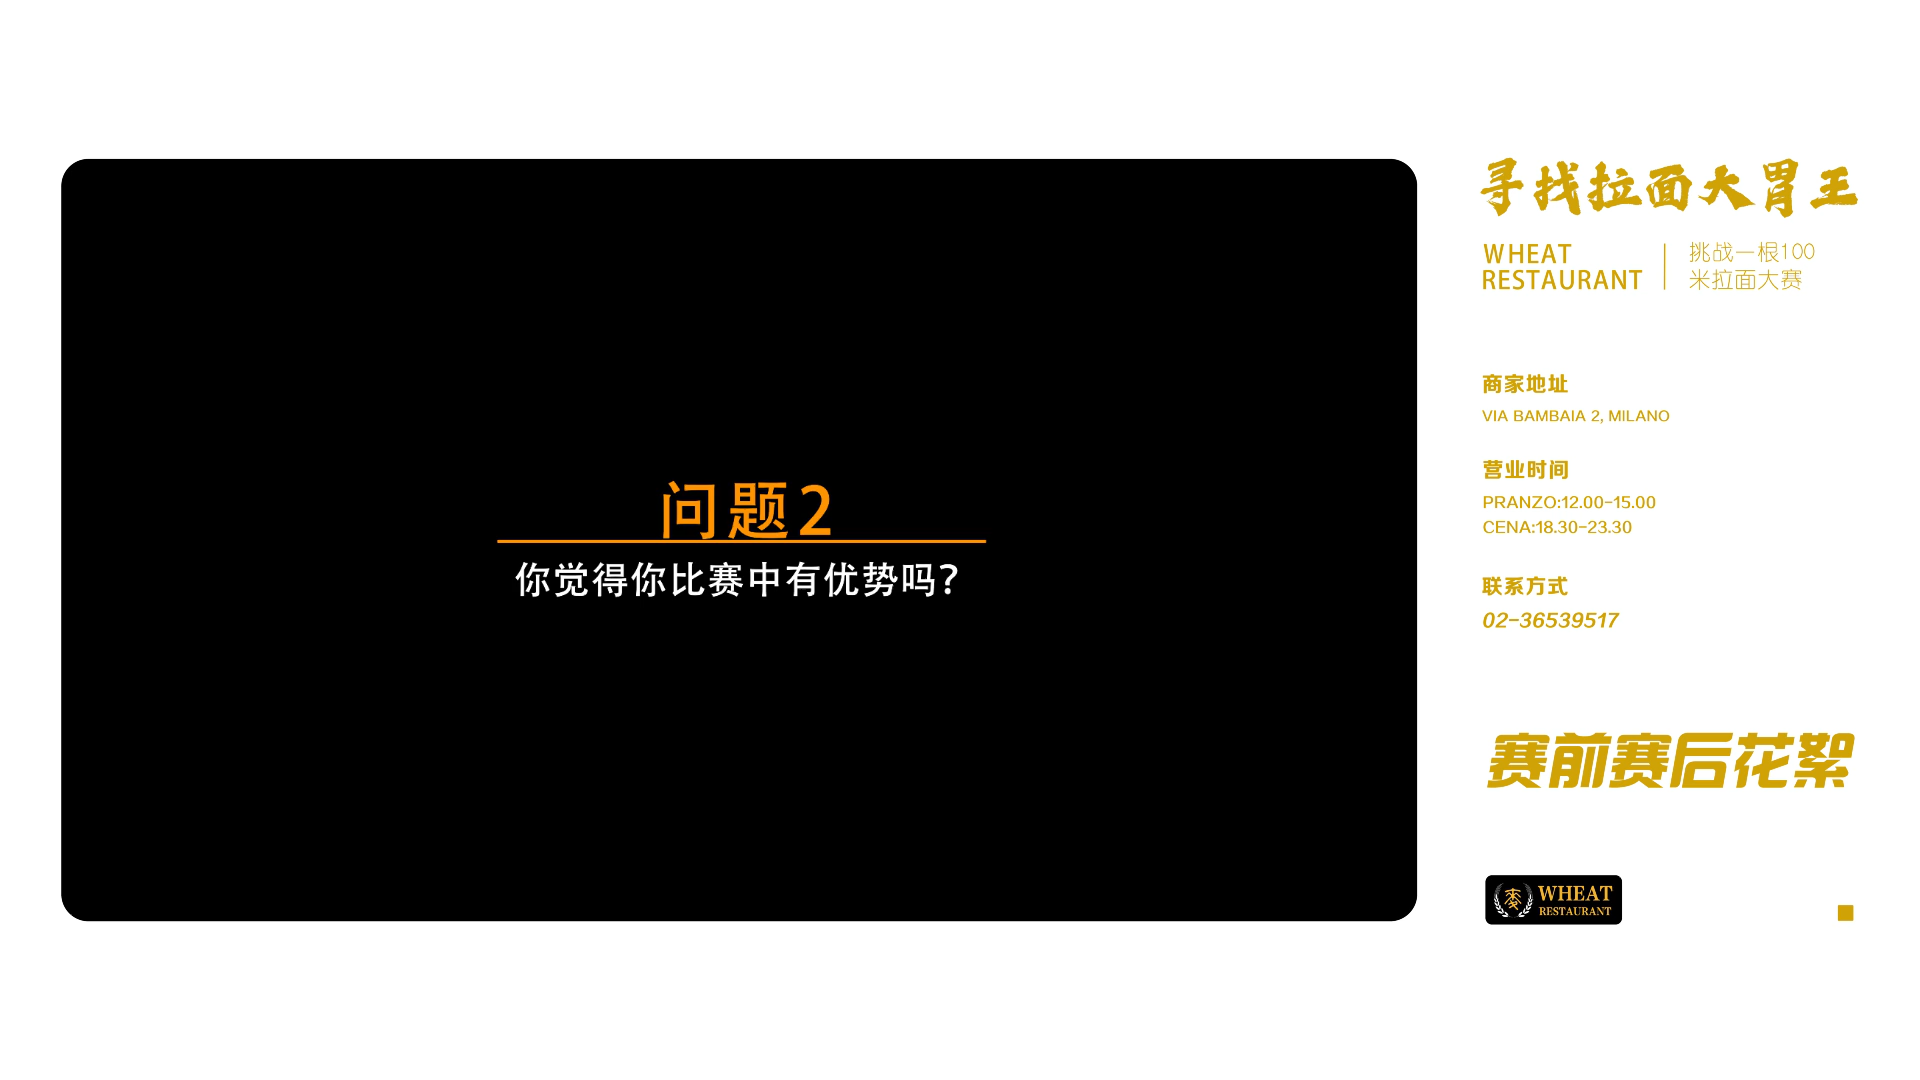 问题2
你觉得你比赛中有优势吗?
寻找拉面大胃王
WHEAT
RESTAURANT
挑战一根100
米拉面大赛
商家地址
VIA BAMBAIA 2, MILANO
营业时间
PRANZO:12.00-15.00
CENA:18.30-23.30
联系方式
02-36539517
赛前赛后花絮
麦 WHEAT
RESTAURANT